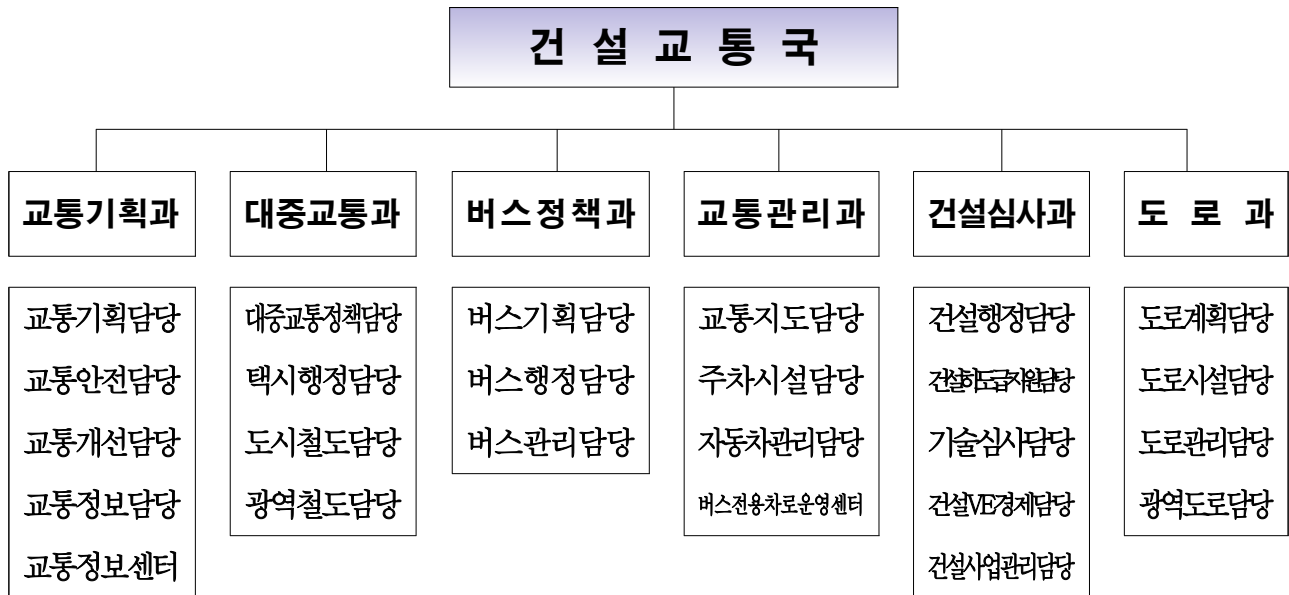 건 설 교 통 국
교통기획과
대중교통과
버스정책과
교통관리과
건설심사과
도 로 과
교통기획담당
교통안전담당
교통개선담당
교통정보담당
교통정보센터
대중교통정책담당
택시행정담당
도시철도담당
광역철도담당
버스기획담당
버스행정담당
버스관리담당
교통지도담당
주차시설담당
자동차관리담당
버스전용차로운영센터
건설행정담당
건설하도급지원담당
기술심사담당
건설VE경제담당
건설사업관리담당
도로계획담당
도로시설담당
도로관리담당
광역도로담당